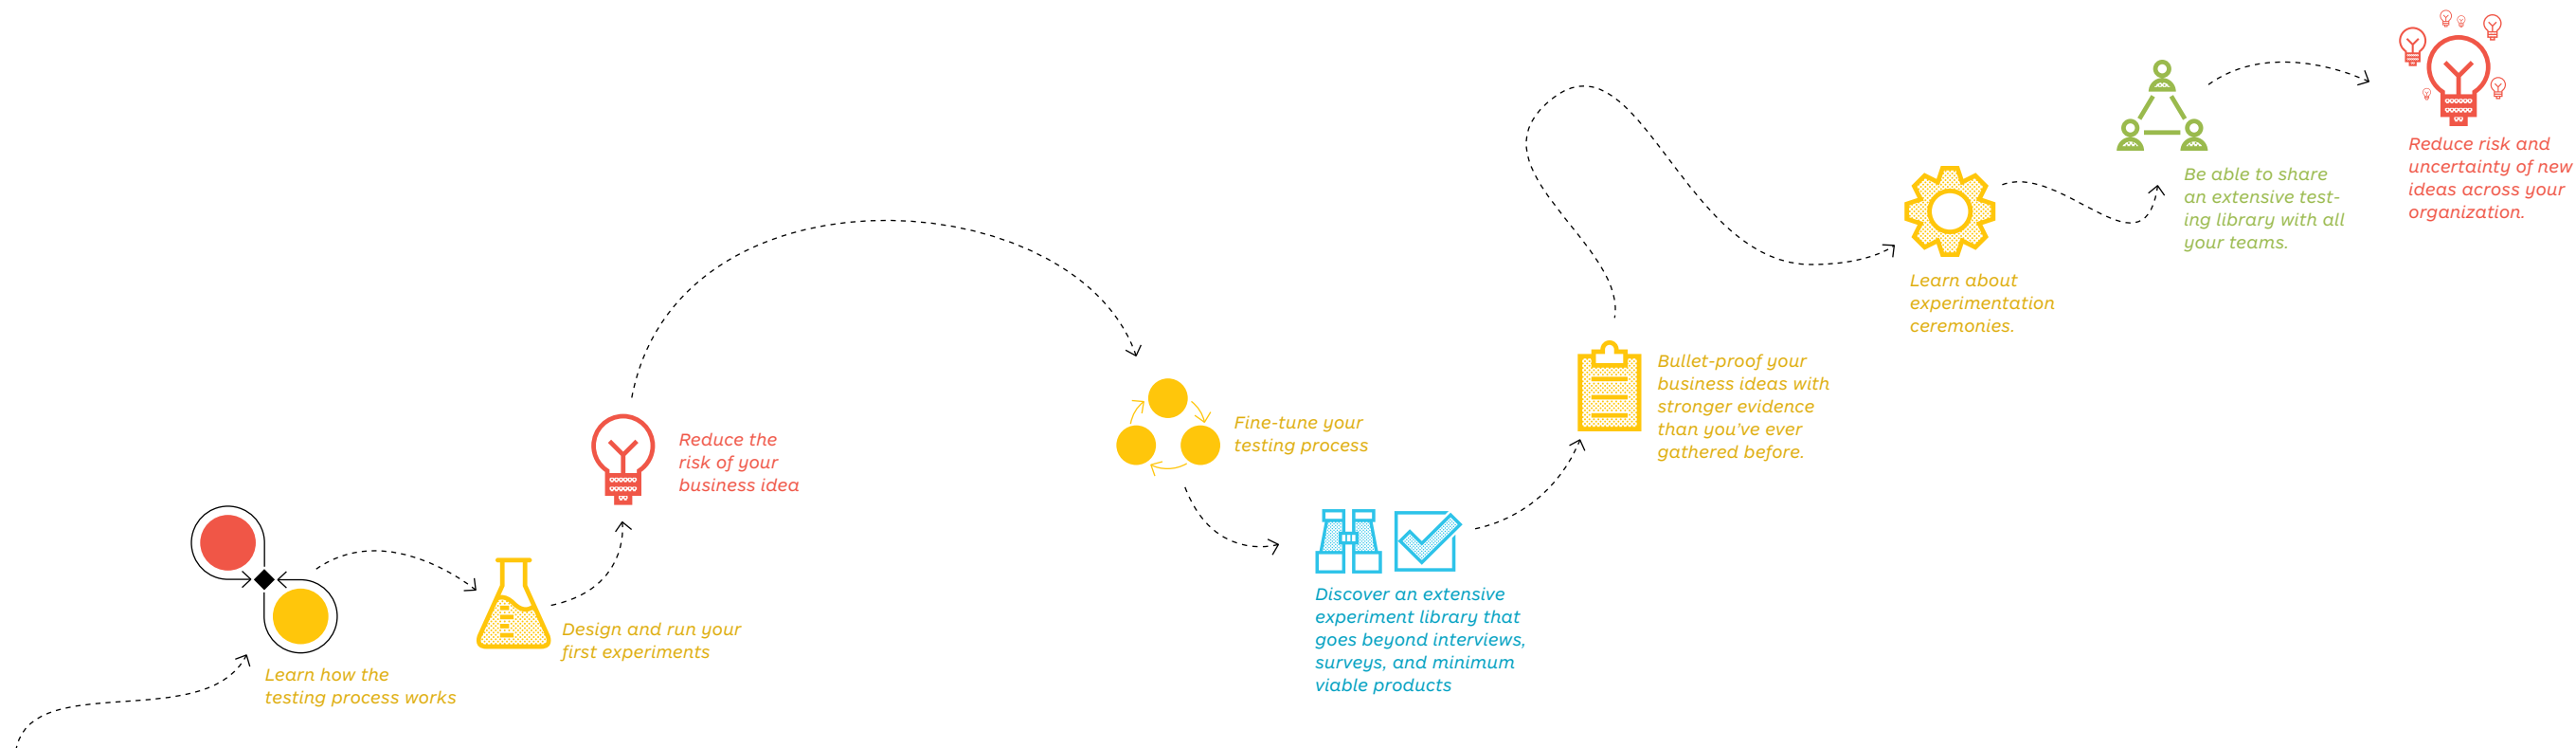 Learn how the
testing process works
Design and run your
first experiments
Reduce the
risk of your
business idea
Fine-tune your
testing process
Discover an extensive
experiment library that
goes beyond interviews,
surveys, and minimum
viable products
Bullet-proof your
business ideas with
stronger evidence
than you’ve ever
gathered before.
Learn about
experimentation
ceremonies.
Be able to share
an extensive test-
ing library with all
your teams.
Reduce risk and
uncertainty of new
ideas across your
organization.